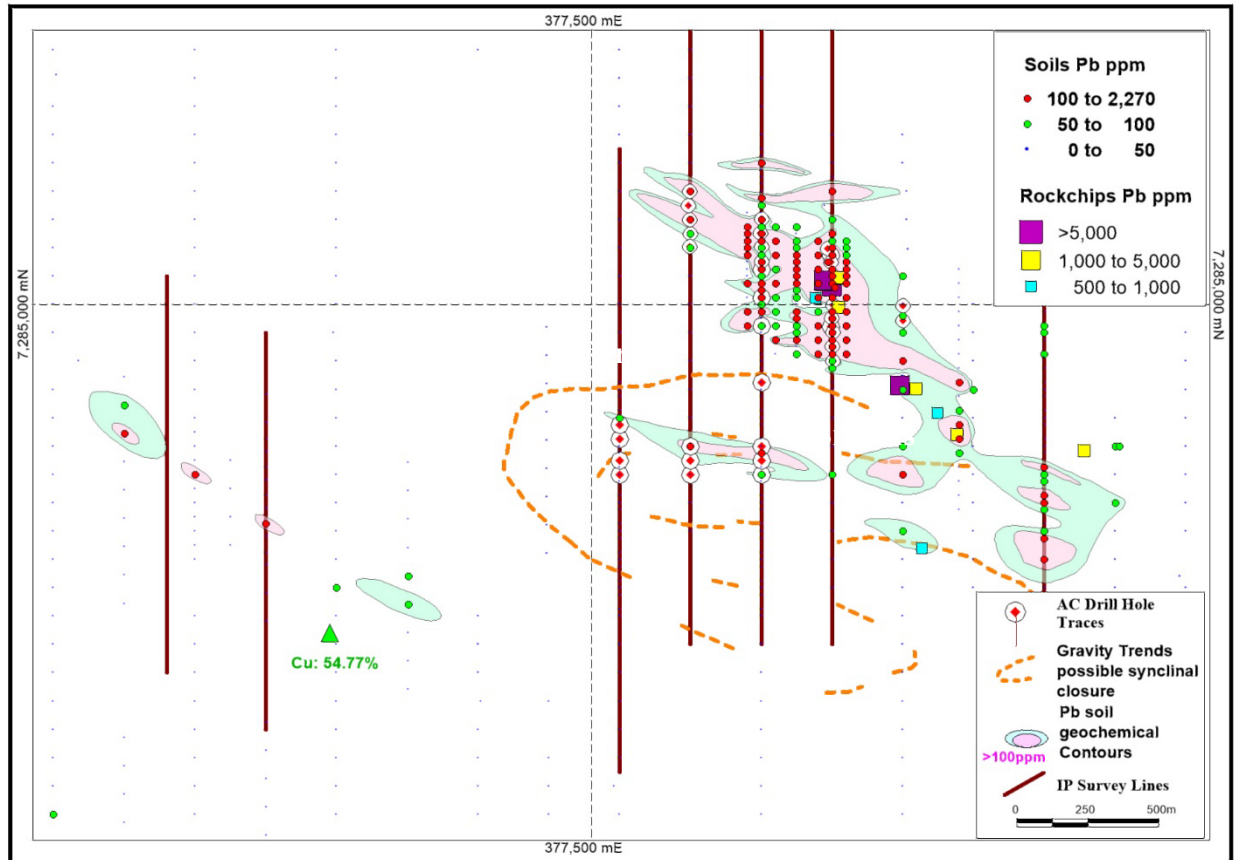 377,500 mE
Soils Pb ppm
100 to 2,270
50 to 100
0 to 50
Rockchips Pb ppm
>5,000
1,000 to 5,000
500 to 1,000
7,285,000 mN
7,285,000 mN
Cu: 54.77%
AC Drill Hole
Traces
Gravity Trends
possible synclinal
closure
Pb soil
geochemical
Contours
>100ppm
IP Survey Lines
0 250 500m
377,500 mE